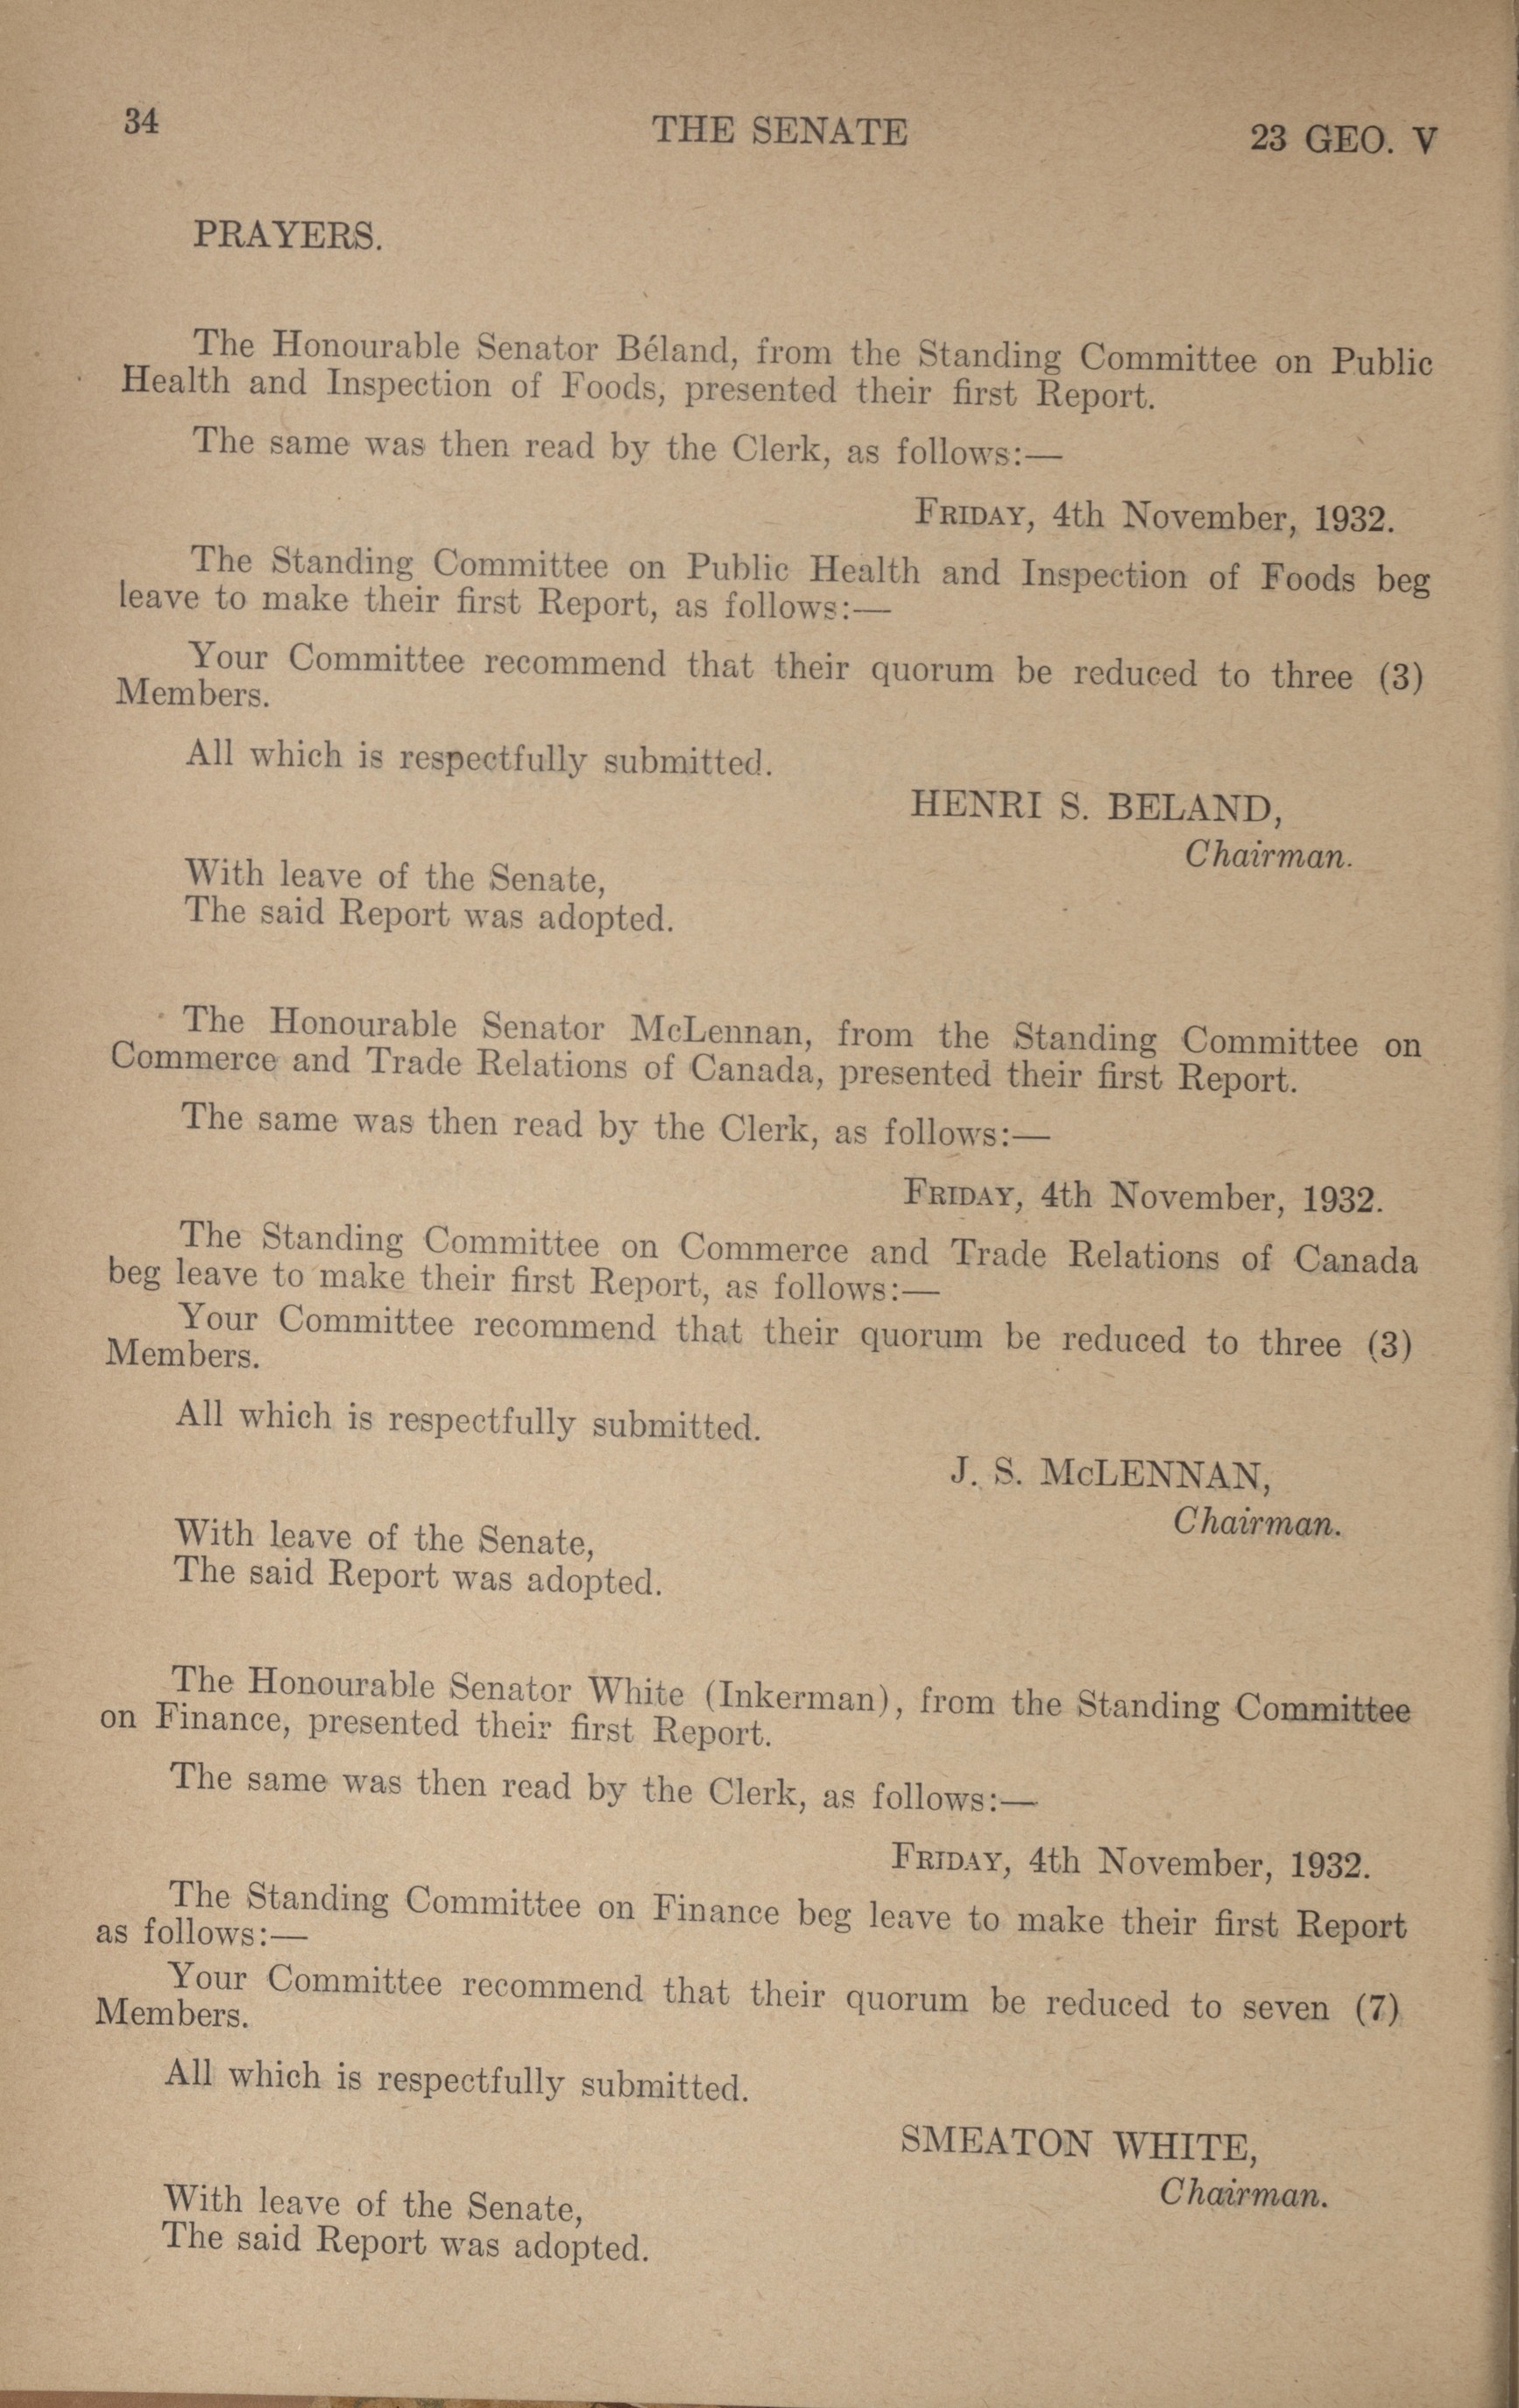 34
THE SENATE
23 GEO. V
PRAYERS.
The Honourable Senator Béland, from the Standing Committee on Public
Health and Inspection of Foods, presented their first Report.
The same was then read by the Clerk, as follows:—
FRIDAY, 4th November, 1932.
The Standing Committee on Public Health and Inspection of Foods beg
leave to make their first Report, as follows:—
Your Committee recommend that their quorum be reduced to three (3)
Members.
All which is respectfully submitted.
HENRI S. BELAND,
Chairman.
With leave of the Senate,
The said Report was adopted.
The Honourable Senator McLennan, from the Standing Committee on
Commerce and Trade Relations of Canada, presented their first Report.
The same was then read by the Clerk, as follows:—
FRIDAY, 4th November, 1932.
The Standing Committee on Commerce and Trade Relations of Canada
beg leave to make their first Report, as follows:—
Your Committee recommend that their quorum be reduced to three (3)
Members.
All which is respectfully submitted.
J. S. McLENNAN,
Chairman.
With leave of the Senate,
The said Report was adopted.
The Honourable Senator White (Inkerman), from the Standing Committee
on Finance, presented their first Report.
The same was then read by the Clerk, as follows:—
FRIDAY, 4th November, 1932.
The Standing Committee on Finance beg leave to make their first Report
as follows:—
Your Committee recommend that their quorum be reduced to seven (7)
Members.
All which is respectfully submitted.
SMEATON WHITE,
Chairman.
With leave of the Senate,
The said Report was adopted.